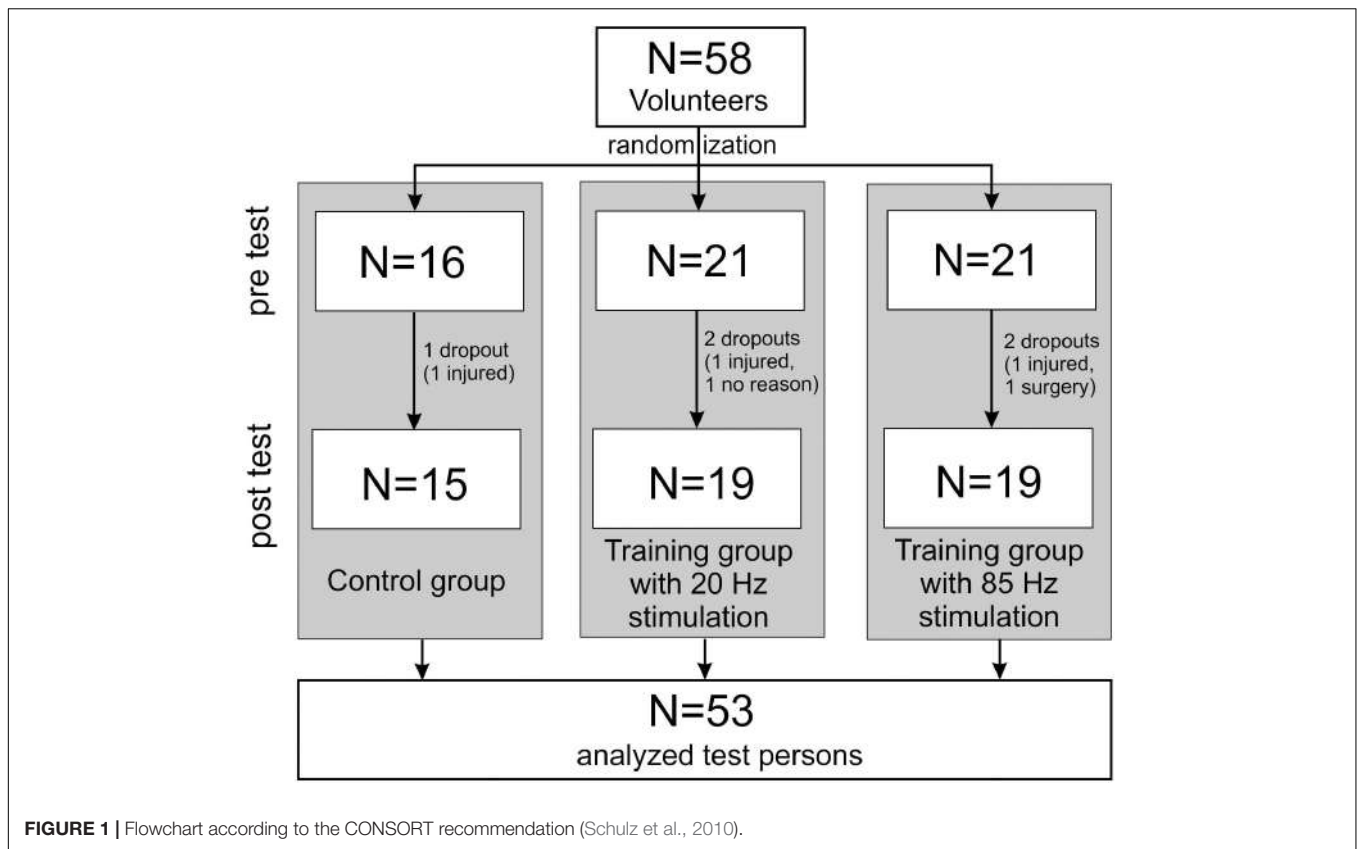 N=58
Volunteers
randomization
pre test
N=16
N=21
N=21
1 dropout
(1 injured)
2 dropouts
(1 injured,
1 no reason)
2 dropouts
(1 injured,
1 surgery)
post test
N=15
N=19
N=19
Control group
Training group
with 20 Hz
stimulation
Training group
with 85 Hz
stimulation
N=53
analyzed test persons
FIGURE 1 | Flowchart according to the CONSORT recommendation (Schulz et al., 2010).